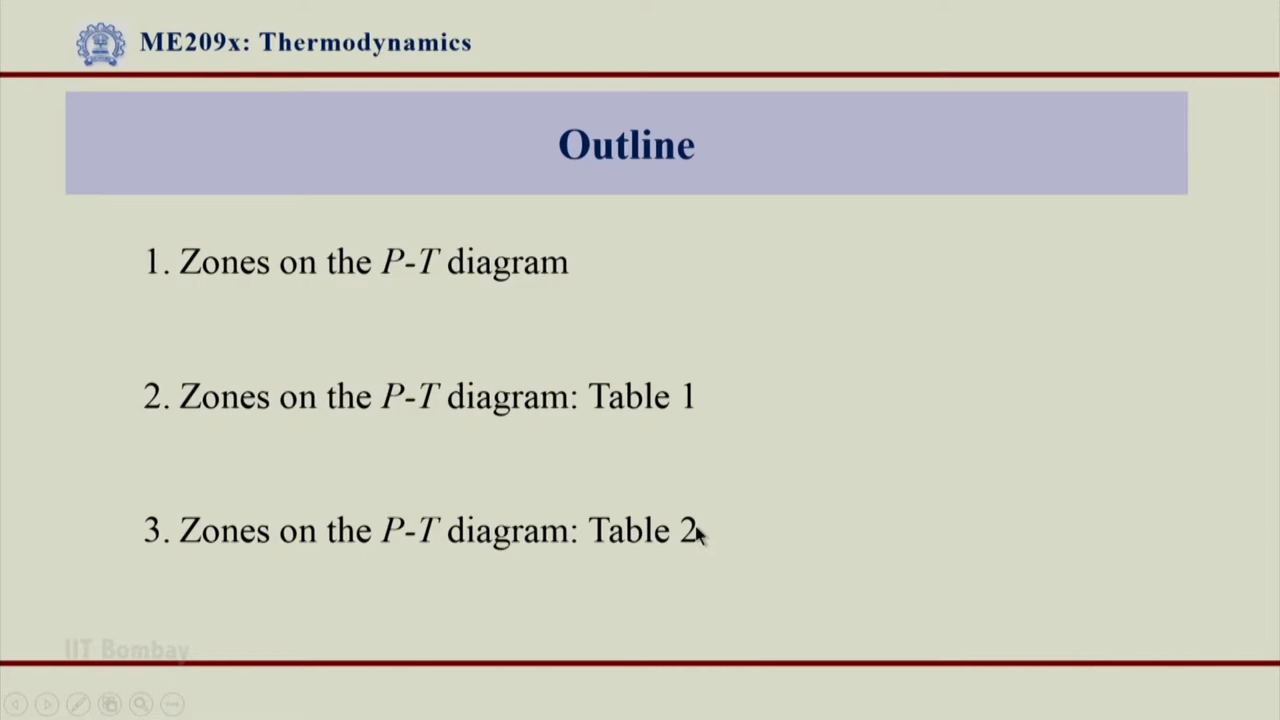 ME209x: Thermodynamics
Outline
1. Zones on the P-T diagram
2. Zones on the P-T diagram: Table 1
3. Zones on the P-T diagram: Table 2
IIT Bombay